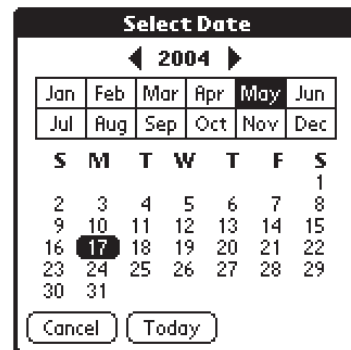 Select Date
2004
Jan Feb Mar Apr May Jun
Jul Aug Sep Oct Nov Dec
S M T W T F S
1
2 3 4 5 6 7 8
9 10 11 12 13 14 15
16 17 18 19 20 21 22
23 24 25 26 27 28 29
30 31
Cancel Today